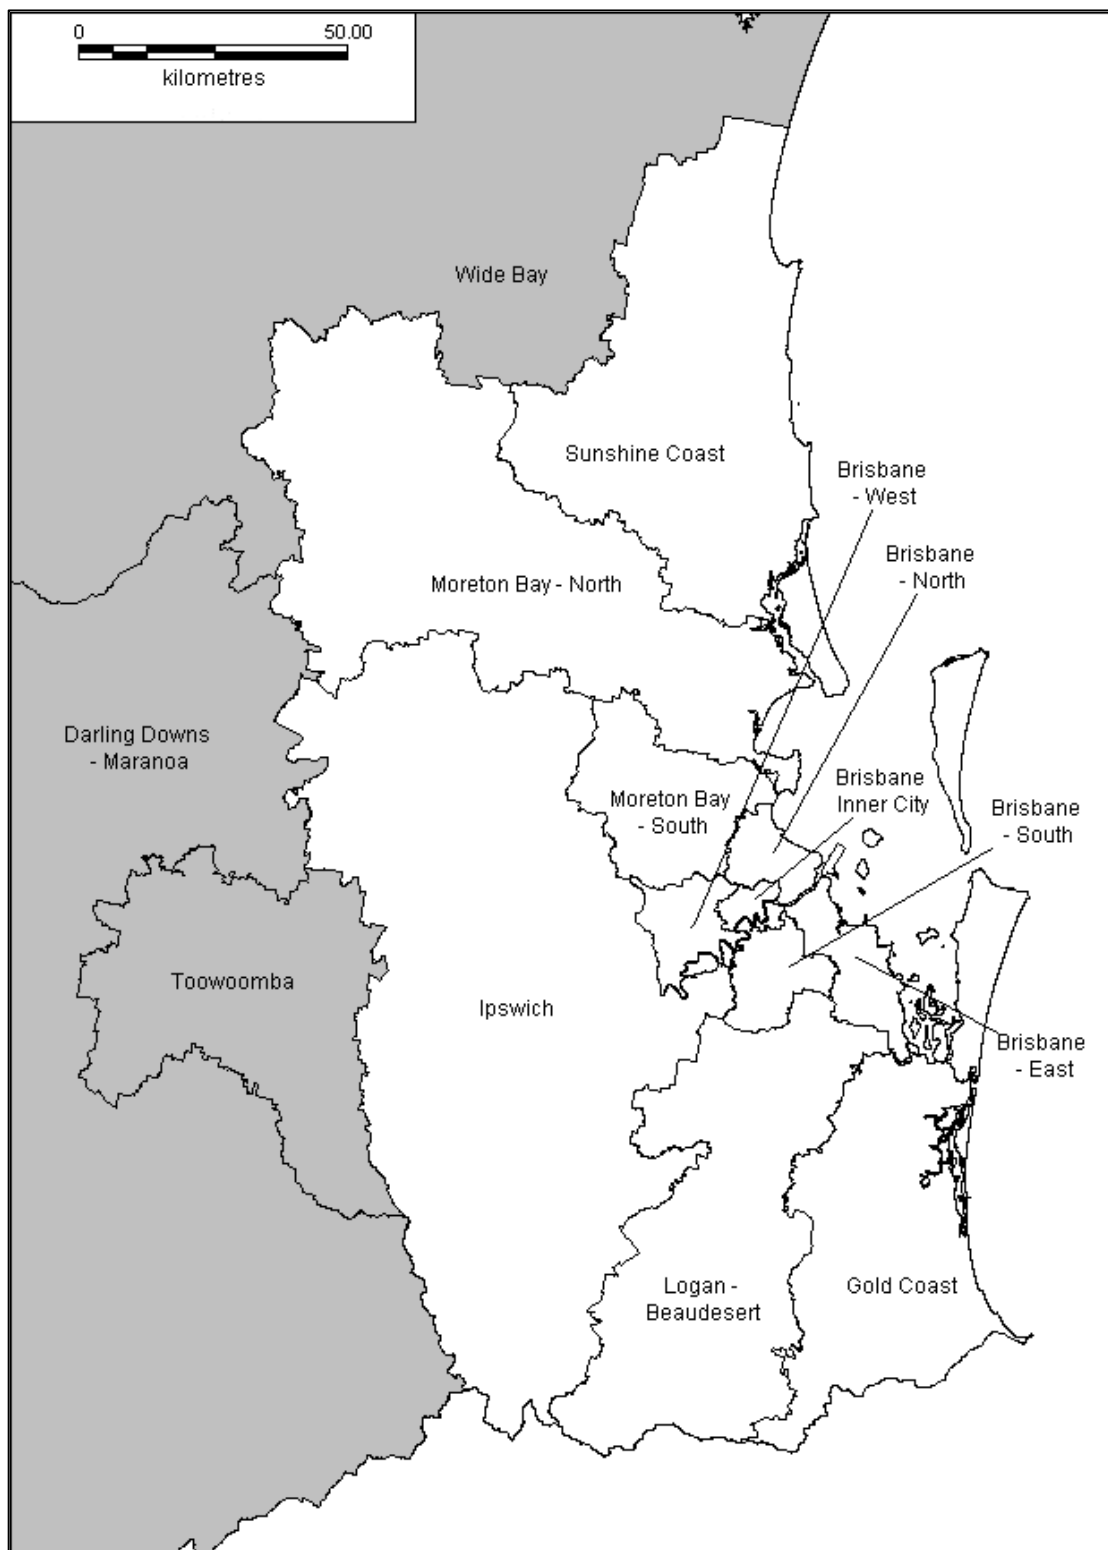 0 50.00
kilometres
Wide Bay
Sunshine Coast
Brisbane
- West
Brisbane
- North
Moreton Bay - North
Darling Downs
- Maranoa
Moreton Bay
- South
Brisbane
Inner City
Brisbane
- South
Toowoomba
Ipswich
Brisbane
- East
Logan -
Beaudesert
Gold Coast